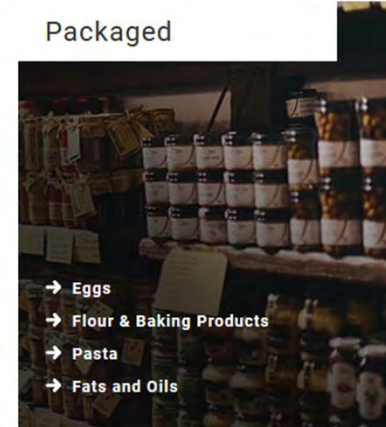 Packaged
Eggs
Flour & Baking Products
Pasta
Fats and Oils